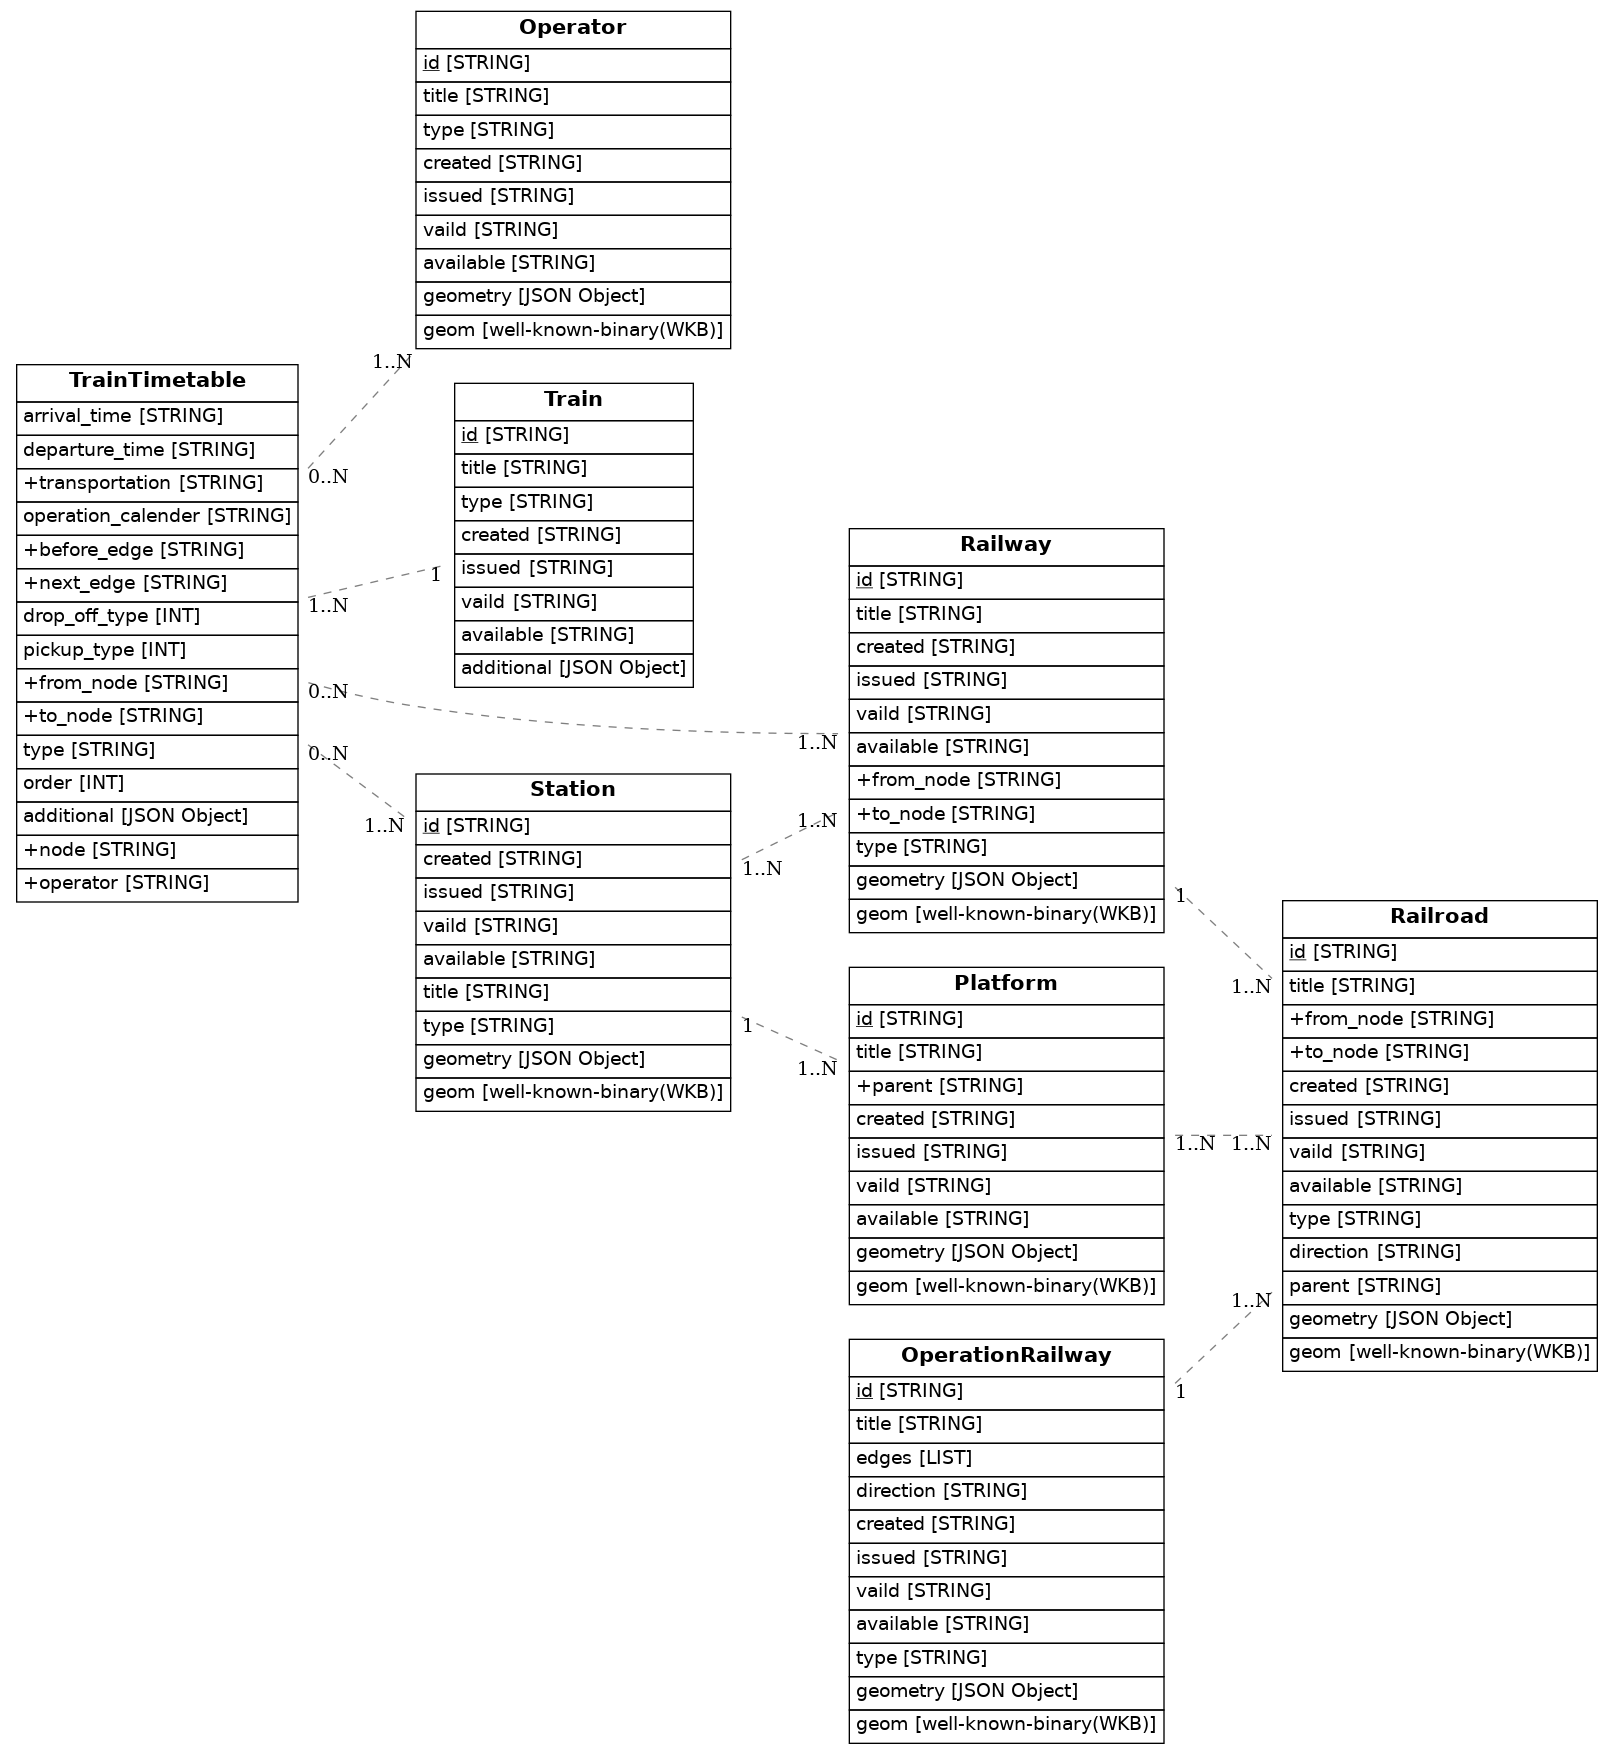 Operator
id [STRING]
title [STRING]
type [STRING]
created [STRING]
issued [STRING]
vaild [STRING]
available [STRING]
geometry [JSON Object]
geom [well-known-binary(WKB)]
1..N
0..N
TrainTimetable
arrival_time [STRING]
departure_time [STRING]
+transportation [STRING]
operation_calender [STRING]
+before_edge [STRING]
+next_edge [STRING]
drop_off_type [INT]
pickup_type [INT]
+from_node [STRING]
+to_node [STRING]
type [STRING]
order [INT]
additional [JSON Object]
+node [STRING]
+operator [STRING]
1
1..N
Train
id [STRING]
title [STRING]
type [STRING]
created [STRING]
issued [STRING]
vaild [STRING]
available [STRING]
additional [JSON Object]
0..N
1..N
0..N
1..N
Station
id [STRING]
created [STRING]
issued [STRING]
vaild [STRING]
available [STRING]
title [STRING]
type [STRING]
geometry [JSON Object]
geom [well-known-binary(WKB)]
1..N
1..N
1
1..N
Railway
id [STRING]
title [STRING]
created [STRING]
issued [STRING]
vaild [STRING]
available [STRING]
+from_node [STRING]
+to_node [STRING]
type [STRING]
geometry [JSON Object]
geom [well-known-binary(WKB)]
1
1..N
Platform
id [STRING]
title [STRING]
+parent [STRING]
created [STRING]
issued [STRING]
vaild [STRING]
available [STRING]
geometry [JSON Object]
geom [well-known-binary(WKB)]
1..N
1..N
OperationRailway
id [STRING]
title [STRING]
edges [LIST]
direction [STRING]
created [STRING]
issued [STRING]
vaild [STRING]
available [STRING]
type [STRING]
geometry [JSON Object]
geom [well-known-binary(WKB)]
1..N
1
Railroad
id [STRING]
title [STRING]
+from_node [STRING]
+to_node [STRING]
created [STRING]
issued [STRING]
vaild [STRING]
available [STRING]
type [STRING]
direction [STRING]
parent [STRING]
geometry [JSON Object]
geom [well-known-binary(WKB)]